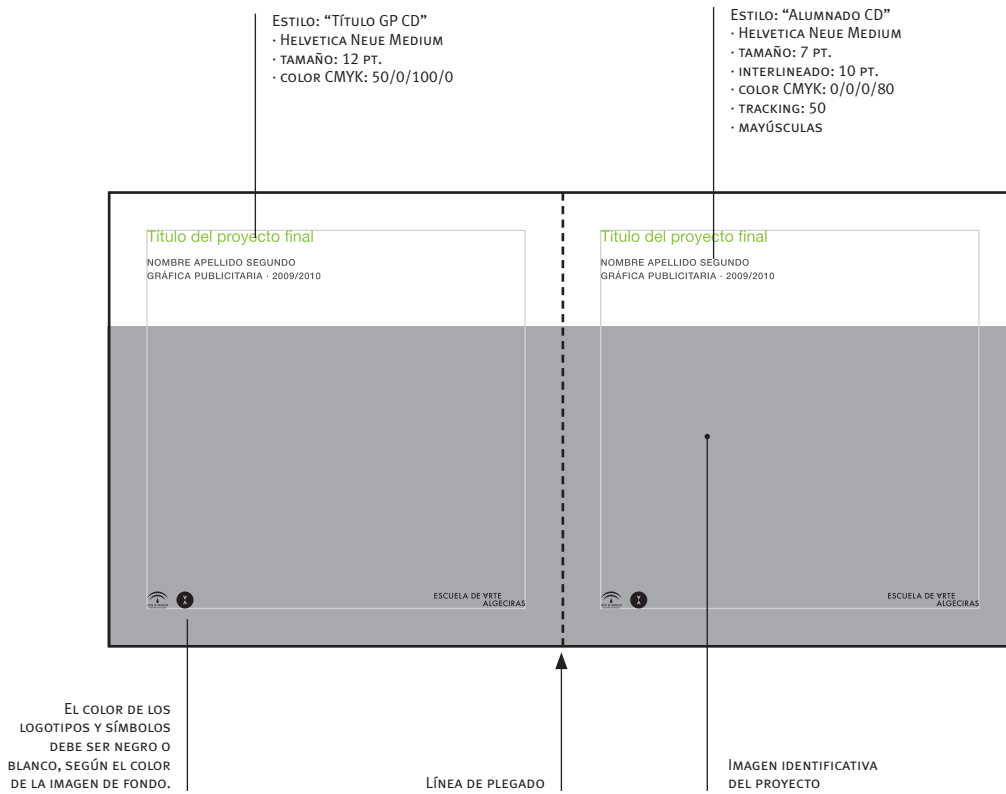 Estilo: “Título GP CD”
· Helvetica Neue Medium
· tamaño: 12 pt.
· color CMYK: 50/0/100/0
Estilo: “Alumnado CD”
· Helvetica Neue Medium
· tamaño: 7 pt.
· interlineado: 10 pt.
· color CMYK: 0/0/0/80
· tracking: 50
· mayúsculas
Título del proyecto final
NOMBRE APELLIDO SEGUNDO
GRÁFICA PUBLICITARIA · 2009/2010
Título del proyecto final
NOMBRE APELLIDO SEGUNDO
GRÁFICA PUBLICITARIA · 2009/2010
ESCUELA DE ARTE
ALGECIRAS
ESCUELA DE ARTE
ALGECIRAS
El color de los
logotipos y símbolos
debe ser negro o
blanco, según el color
de la imagen de fondo.
Línea de plegado
Imagen identificativa
del proyecto